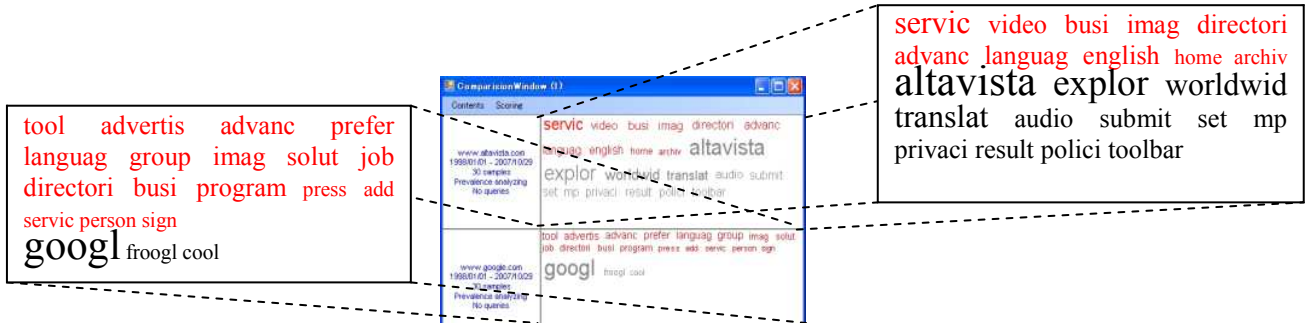 servic video busi imag directori
advanc languag english home archiv
altavista explor worldwid
translat audio submit set mp
privaci result polici toolbar
tool advertis advanc prefer
languag group imag solut job
directori busi program press add
servic person sign
googl froogl cool
ComparisionWindow (1)
Contents Scoring
www.altavista.com
1998/01/01 - 2007/10/29
30 samples
Prevalence analyzing
No queries
servic video busi imag directori advanc
languag english home archiv altavista
explor worldwid translat audio submit
set mp privaci result polici toolbar
www.google.com
1998/01/01 - 2007/10/29
30 samples
Prevalence analyzing
No queries
tool advertis advanc prefer languag group imag solut
job directori busi program press add servic person sign
googl froogl cool